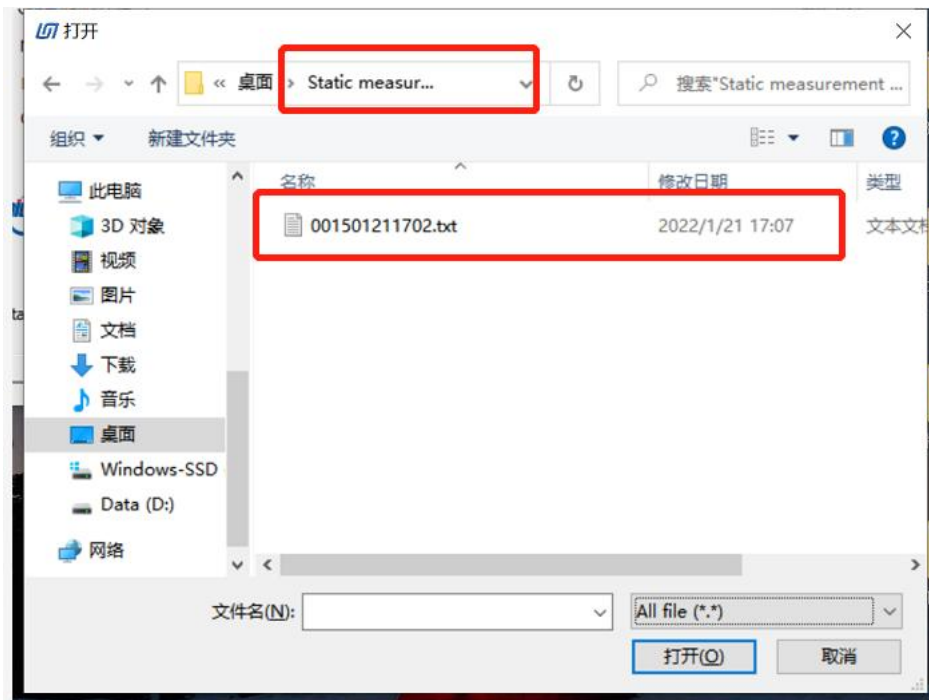 打开
« 桌面 › Static measur...
搜索"Static measurement ...
组织
新建文件夹
名称
修改日期
类型
此电脑
3D 对象
视频
图片
文档
下载
音乐
桌面
Windows-SSD
Data (D:)
网络
001501211702.txt
2022/1/21 17:07
文本文档
文件名(N):
All file (*.*)
打开(O)
取消